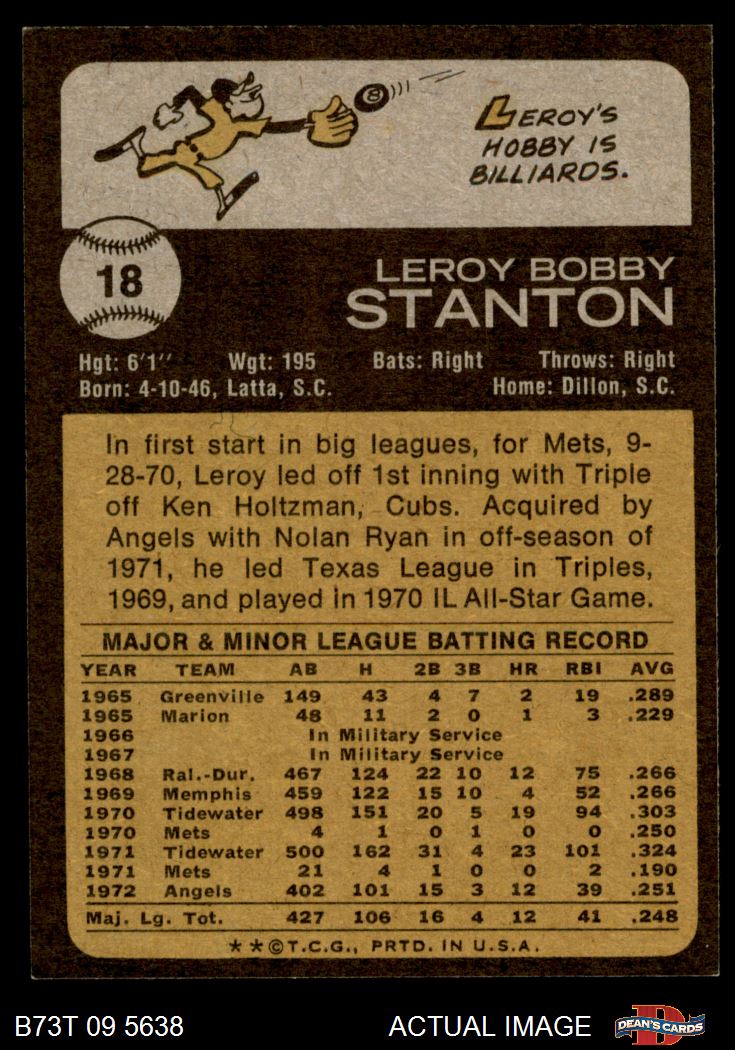 8
LEROY'S
HOBBY IS
BILLIARDS.
18
LEROY BOBBY
STANTON
Hgt: 6'1" Wgt: 195 Bats: Right Throws: Right
Born: 4-10-46, Latta, S.C. Home: Dillon, S.C.
In first start in big leagues, for Mets, 9-
28-70, Leroy led off 1st inning with Triple
off Ken Holtzman, Cubs. Acquired by
Angels with Nolan Ryan in off-season of
1971, he led Texas League in Triples,
1969, and played in 1970 IL All-Star Game.
MAJOR & MINOR LEAGUE BATTING RECORD
YEAR TEAM AB H 2B 3B HR RBI AVG
1965 Greenville 149 43 4 7 2 19 .289
1965 Marion 48 11 2 0 1 3 .229
1966 In Military Service
1967 In Military Service
1968 Ral.-Dur. 467 124 22 10 12 75 .266
1969 Memphis 459 122 15 10 4 52 .266
1970 Tidewater 498 151 20 5 19 94 .303
1970 Mets 4 1 0 1 0 0 .250
1971 Tidewater 500 162 31 4 23 101 .324
1971 Mets 21 4 1 0 0 2 .190
1972 Angels 402 101 15 3 12 39 .251
Maj. Lg. Tot. 427 106 16 4 12 41 .248
**©T.C.G., PRTD. IN U.S.A.
B73T 09 5638 ACTUAL IMAGE D DEAN'S CARDS